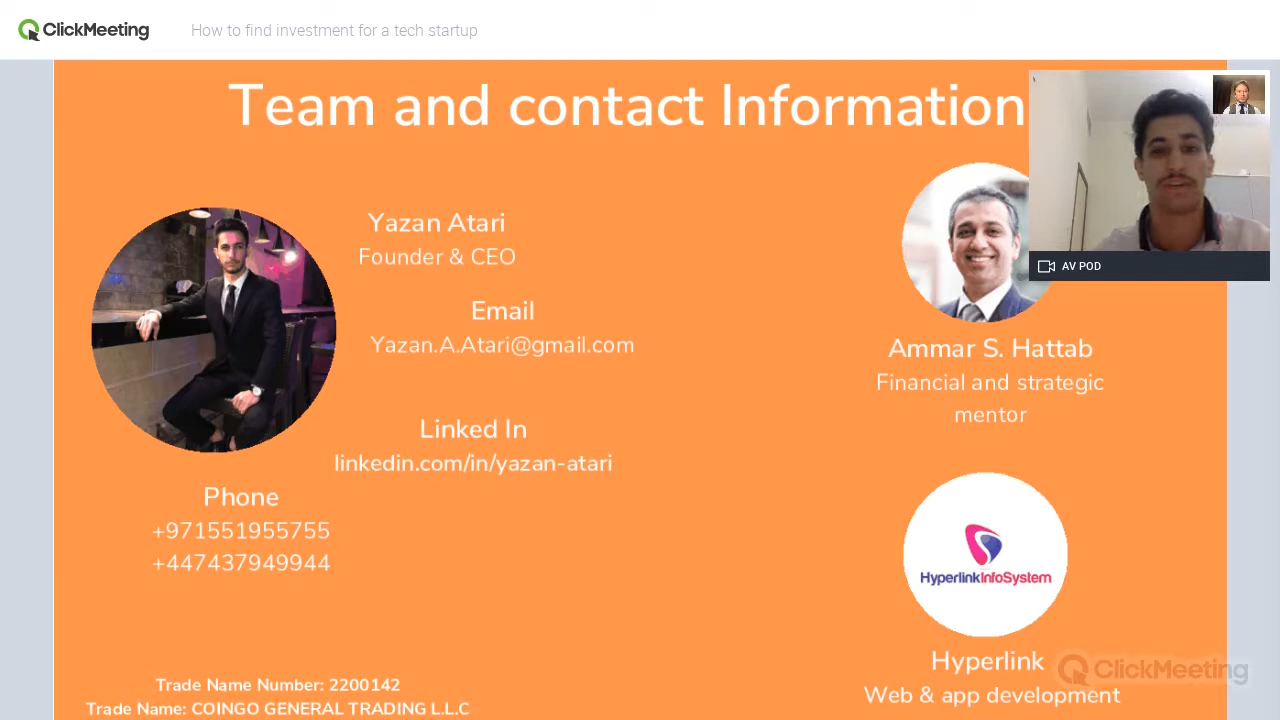 ClickMeeting
How to find investment for a tech startup
Team and contact Information
AV POD
Yazan Atari
Founder & CEO
Email
Yazan.A.Atari@gmail.com
Linked In
linkedin.com/in/yazan-atari
Phone
+971551955755
+447437949944
Trade Name Number: 2200142
Trade Name: COINGO GENERAL TRADING L.L.C
Ammar S. Hattab
Financial and strategic
mentor
HyperlinkInfoSystem
Hyperlink
Web & app development
ClickMeeting